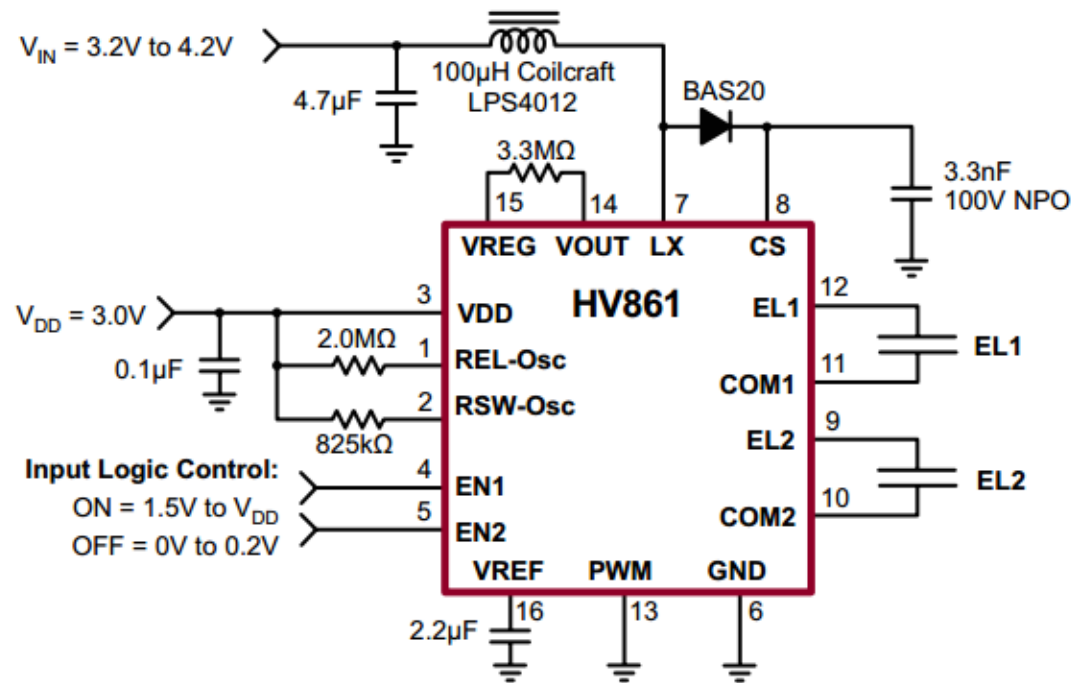 V_IN = 3.2V to 4.2V
100µH Coilcraft
LPS4012
4.7µF
BAS20
3.3MΩ
15
14
7
8
3.3nF
100V NPO
VREG
VOUT
LX
CS
HV861
V_DD = 3.0V
0.1µF
3
VDD
2.0MΩ
1
REL-Osc
2
RSW-Osc
825kΩ
12
EL1
EL1
11
COM1
9
EL2
EL2
10
COM2
Input Logic Control:
ON = 1.5V to V_DD
OFF = 0V to 0.2V
4
EN1
5
EN2
VREF
PWM
GND
16
13
6
2.2µF